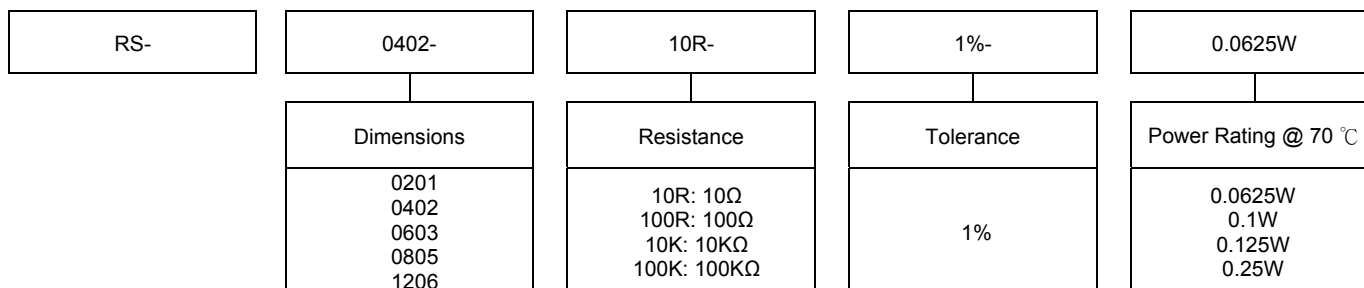 RS- 0402- 10R- 1%- 0.0625W
Dimensions Resistance Tolerance Power Rating @ 70 ℃
0201
0402
0603
0805
1206
10R: 10Ω
100R: 100Ω
10K: 10KΩ
100K: 100KΩ
1%
0.0625W
0.1W
0.125W
0.25W